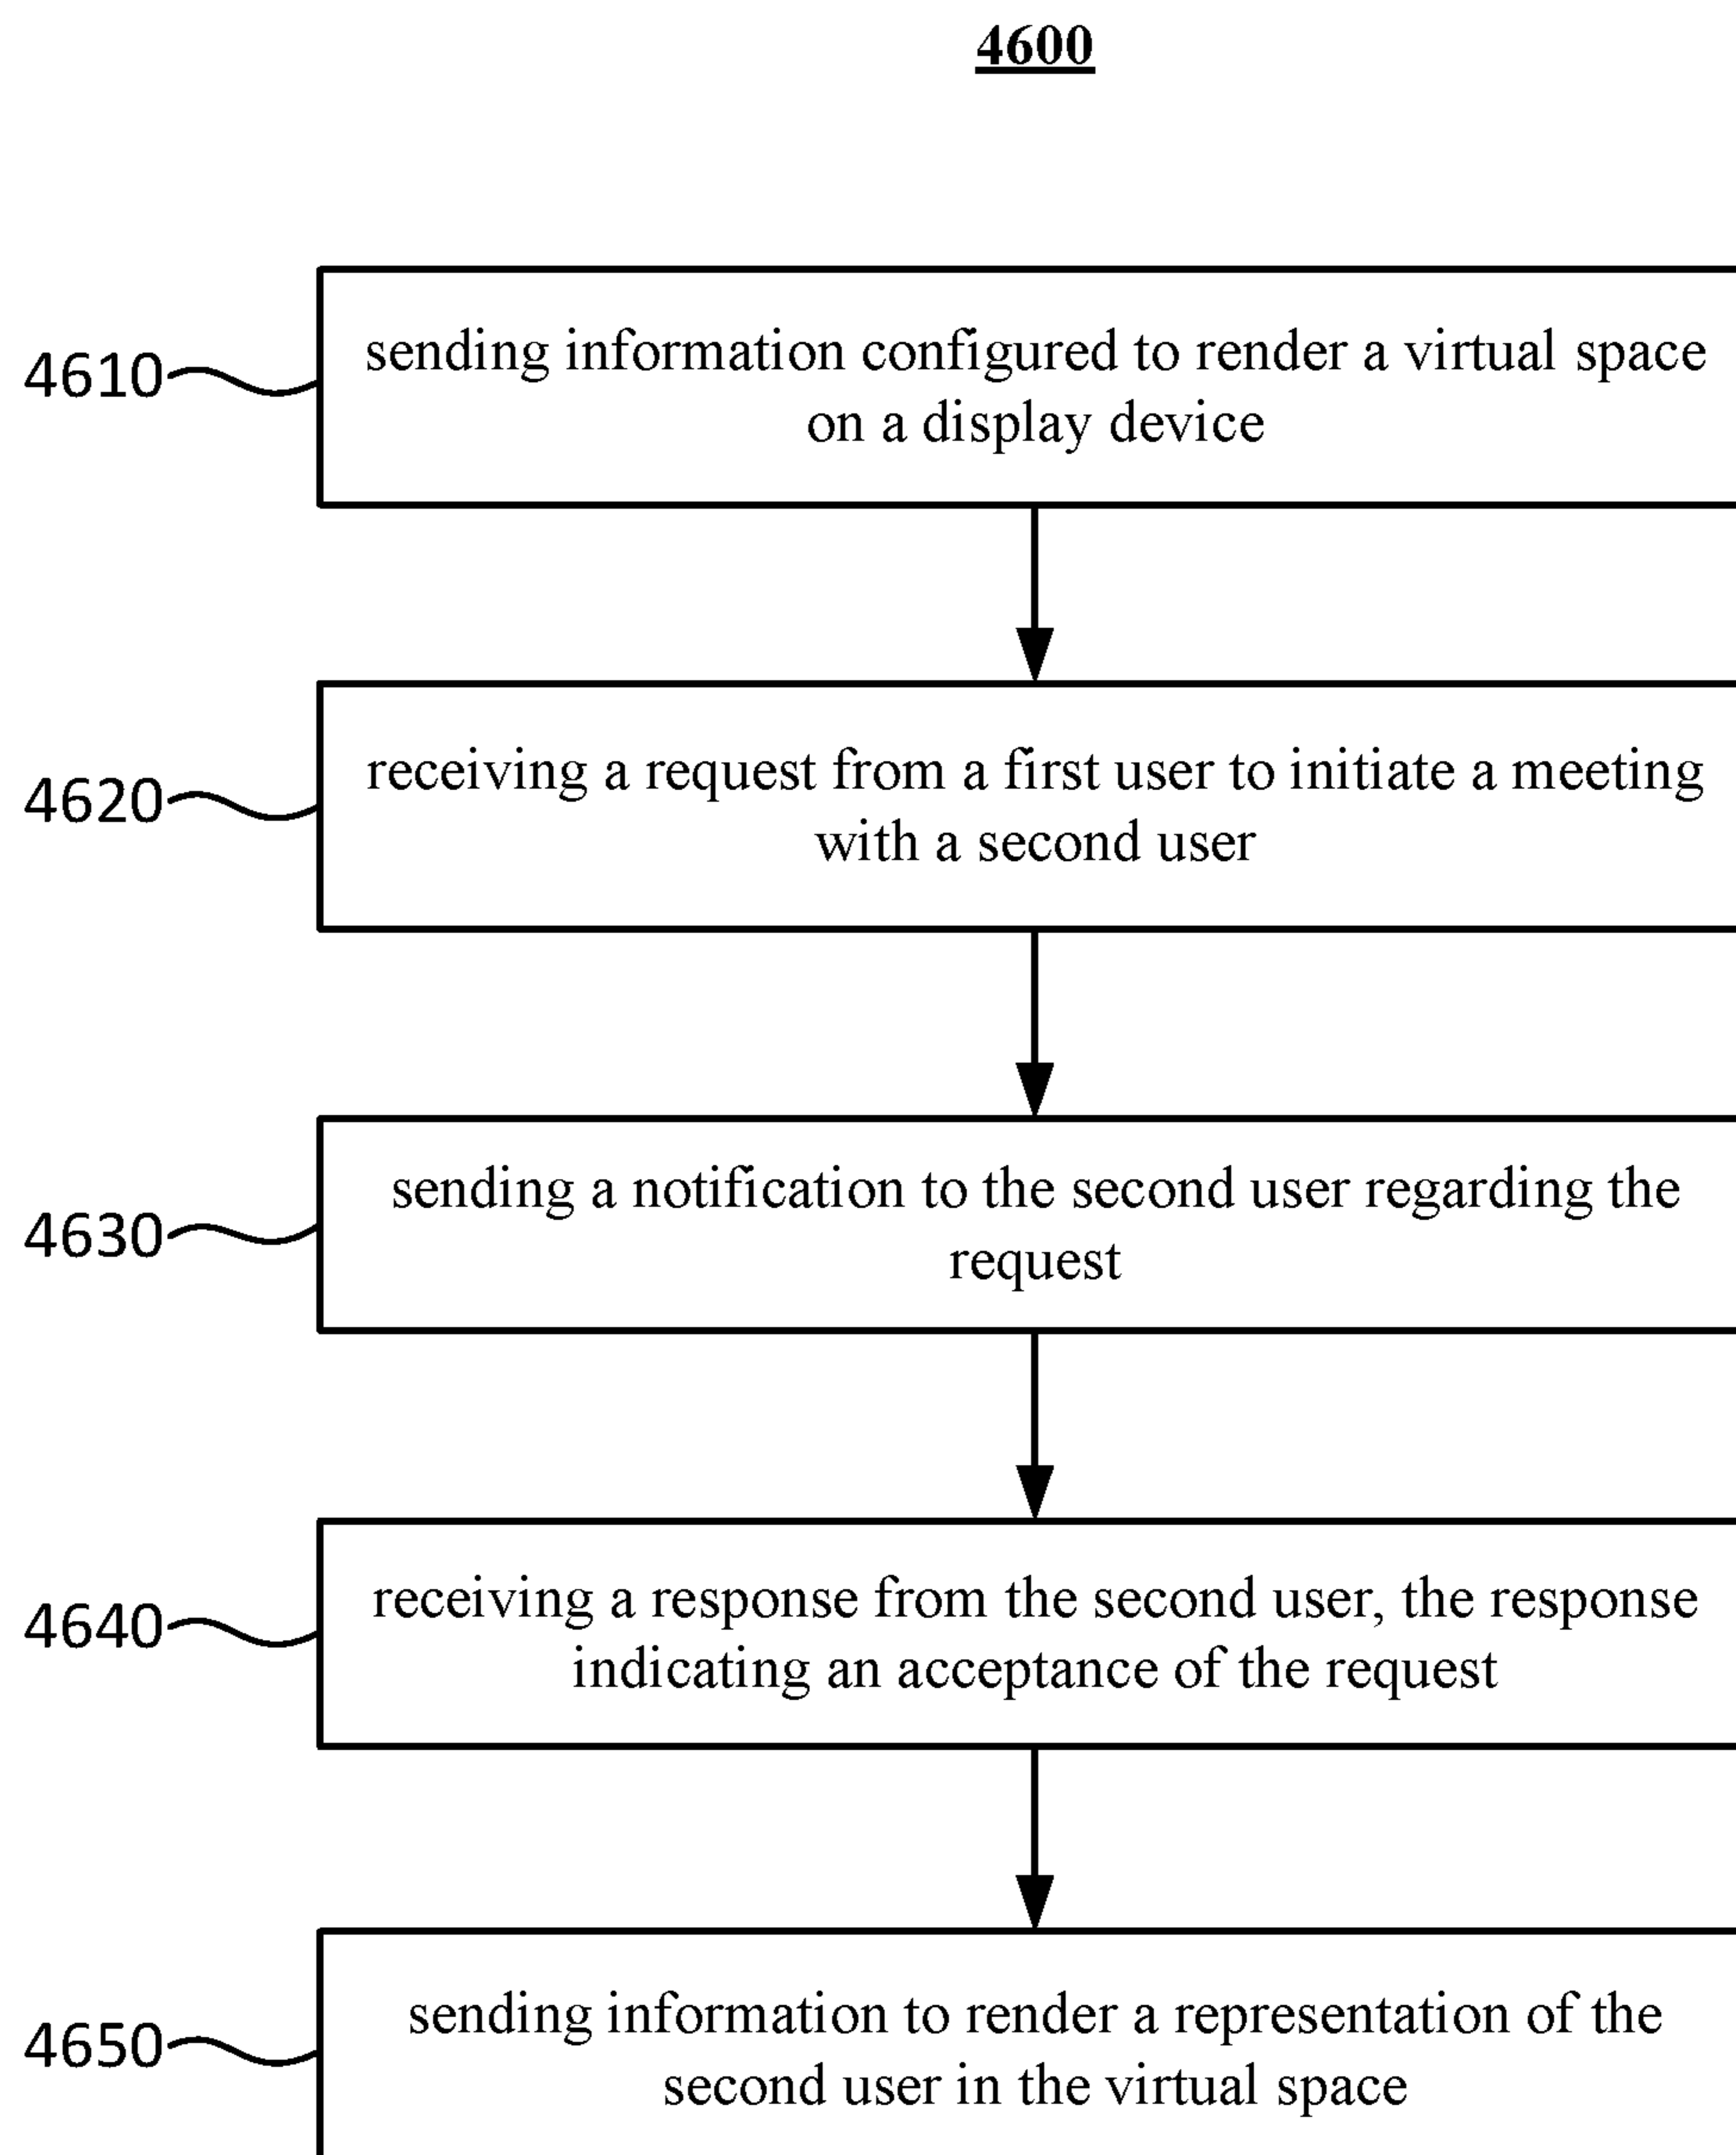 4600
4610
sending information configured to render a virtual space
on a display device
4620
receiving a request from a first user to initiate a meeting
with a second user
4630
sending a notification to the second user regarding the
request
4640
receiving a response from the second user, the response
indicating an acceptance of the request
4650
sending information to render a representation of the
second user in the virtual space